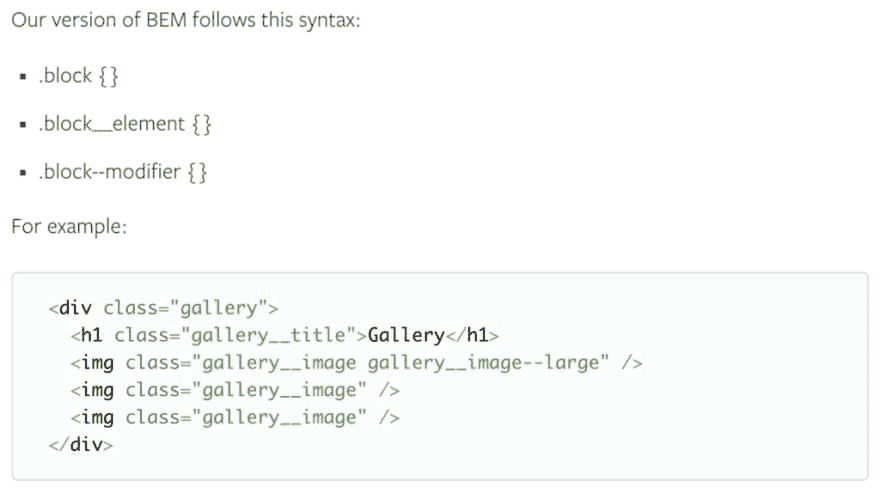 Our version of BEM follows this syntax:
.block {}
.block__element {}
.block--modifier {}
For example:
<div class="gallery">
<h1 class="gallery__title">Gallery</h1>
<img class="gallery__image gallery__image--large" />
<img class="gallery__image" />
<img class="gallery__image" />
</div>